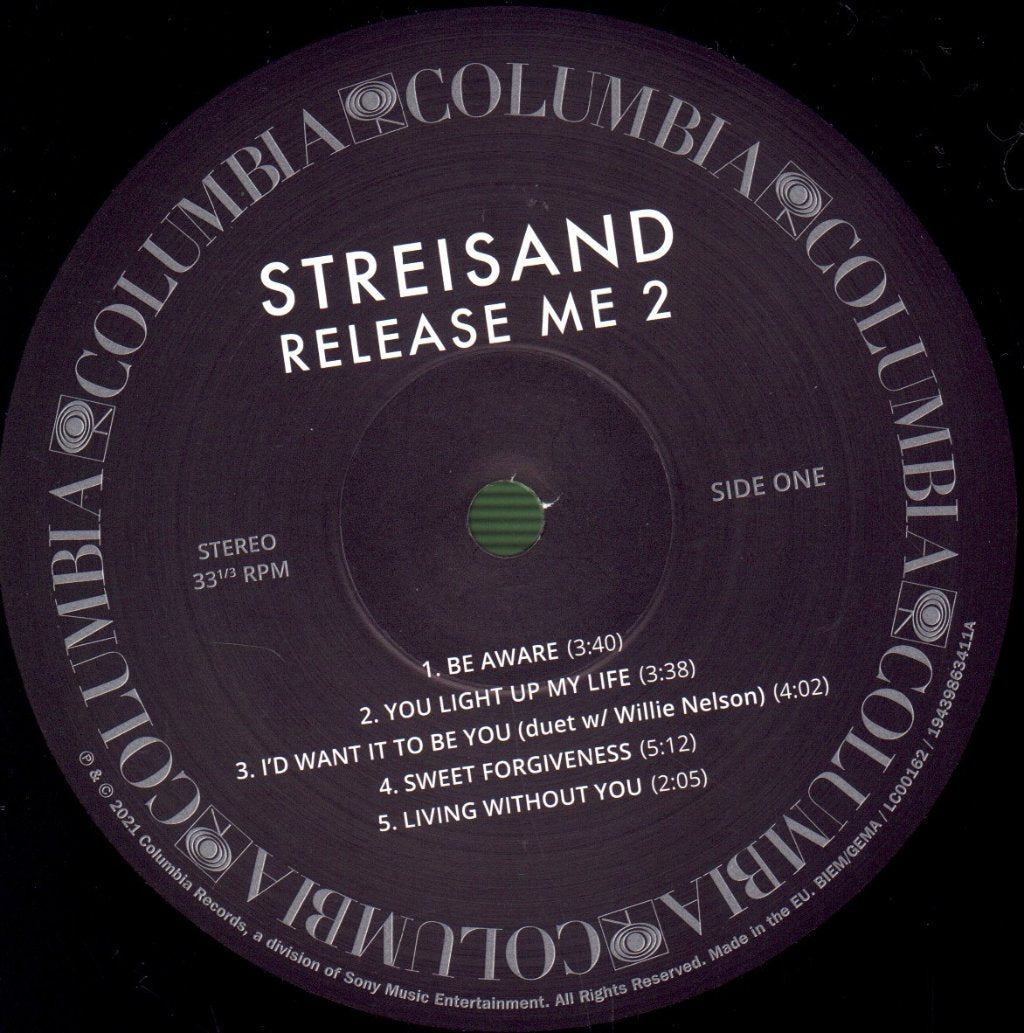 COLUMBIA COLUMBIA COLUMBIA COLUMBIA COLUMBIA COLUMBIA
STREISAND
RELEASE ME 2
SIDE ONE
STEREO
33 1/3 RPM
1. BE AWARE (3:40)
2. YOU LIGHT UP MY LIFE (3:38)
3. I'D WANT IT TO BE YOU (duet w/ Willie Nelson) (4:02)
4. SWEET FORGIVENESS (5:12)
5. LIVING WITHOUT YOU (2:05)
℗ & © 2021 Columbia Records, a division of Sony Music Entertainment. All Rights Reserved. Made in the EU. BIEM/GEMA / LC00162 / 19439863411A